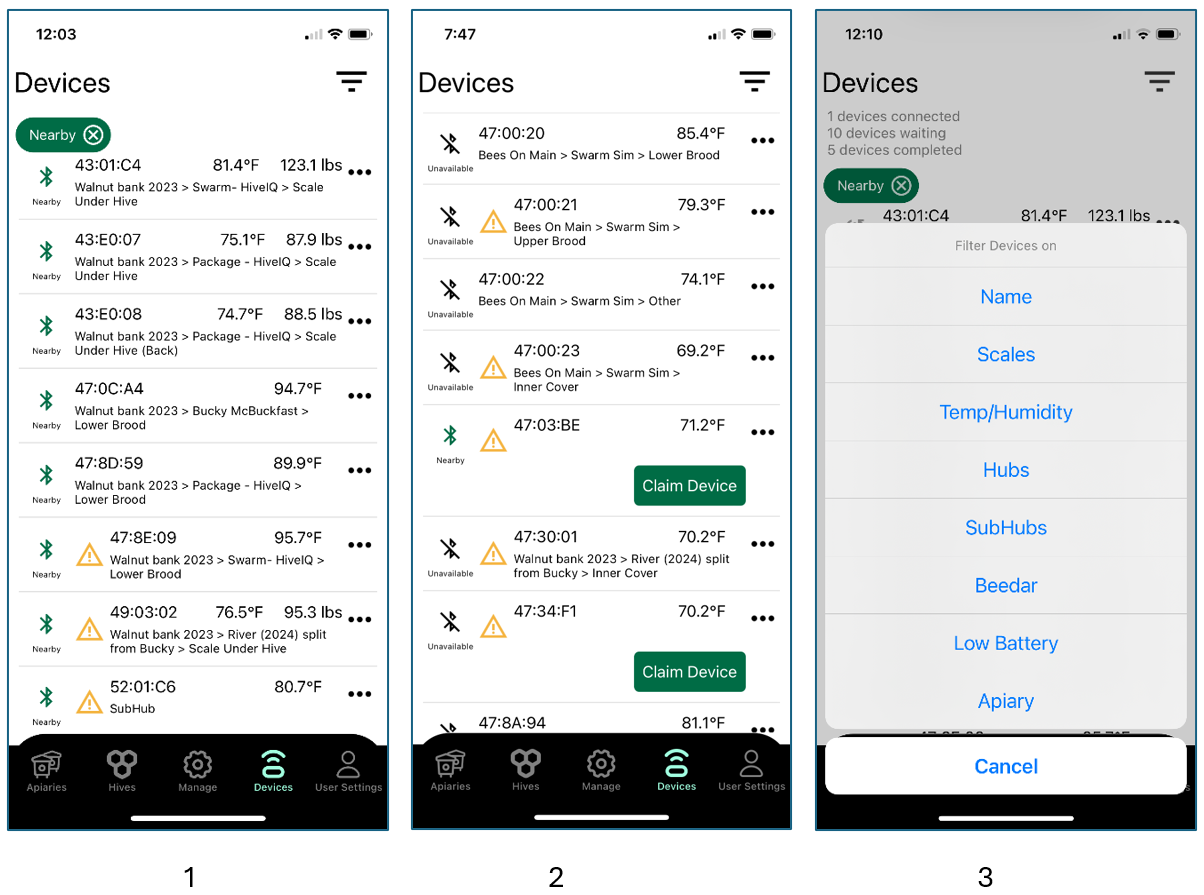 12:03
Devices
Nearby
43:01:C4 81.4°F 123.1 lbs
Walnut bank 2023 > Swarm- HiveIQ > Scale
Under Hive
Nearby
43:E0:07 75.1°F 87.9 lbs
Walnut bank 2023 > Package - HiveIQ > Scale
Under Hive
Nearby
43:E0:08 74.7°F 88.5 lbs
Walnut bank 2023 > Package - HiveIQ > Scale
Under Hive (Back)
Nearby
47:0C:A4 94.7°F
Walnut bank 2023 > Bucky McBuckfast >
Lower Brood
Nearby
47:8D:59 89.9°F
Walnut bank 2023 > Package - HiveIQ >
Lower Brood
Nearby
47:8E:09 95.7°F
Walnut bank 2023 > Swarm- HiveIQ >
Lower Brood
Nearby
49:03:02 76.5°F 95.3 lbs
Walnut bank 2023 > River (2024) split
from Bucky > Scale Under Hive
Nearby
52:01:C6 80.7°F
SubHub
Nearby
Apiaries Hives Manage Devices User Settings
1
7:47
Devices
47:00:20 85.4°F
Bees On Main > Swarm Sim > Lower Brood
Unavailable
47:00:21 79.3°F
Bees On Main > Swarm Sim >
Upper Brood
Unavailable
47:00:22 74.1°F
Bees On Main > Swarm Sim > Other
Unavailable
47:00:23 69.2°F
Bees On Main > Swarm Sim >
Inner Cover
Unavailable
47:03:BE 71.2°F
Nearby
Claim Device
47:30:01 70.2°F
Walnut bank 2023 > River (2024) split
from Bucky > Inner Cover
Unavailable
47:34:F1 70.2°F
Unavailable
Claim Device
47:8A:94 81.1°F
Apiaries Hives Manage Devices User Settings
2
12:10
Devices
1 devices connected
10 devices waiting
5 devices completed
Nearby
43:01:C4 81.4°F 123.1 lbs
Filter Devices on
Name
Scales
Temp/Humidity
Hubs
SubHubs
Beedar
Low Battery
Apiary
Cancel
3